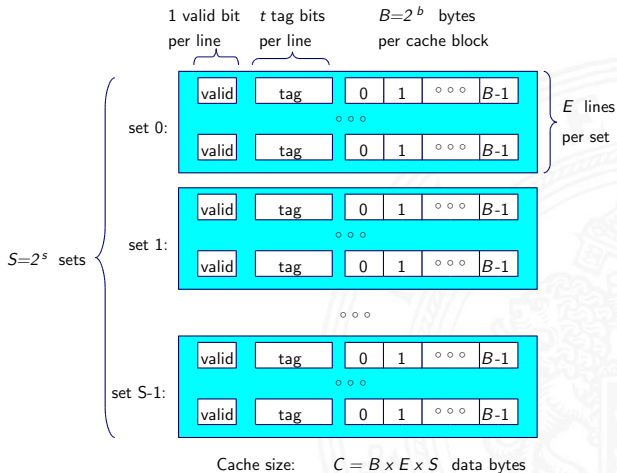 1 valid bit per line
t tag bits per line
B=2^b bytes per cache block
set 0:
valid tag 0 1 ∘∘∘ B-1
∘∘∘
valid tag 0 1 ∘∘∘ B-1
E lines per set
set 1:
valid tag 0 1 ∘∘∘ B-1
∘∘∘
valid tag 0 1 ∘∘∘ B-1
S=2^s sets
∘∘∘
set S-1:
valid tag 0 1 ∘∘∘ B-1
∘∘∘
valid tag 0 1 ∘∘∘ B-1
Cache size: C = B x E x S data bytes